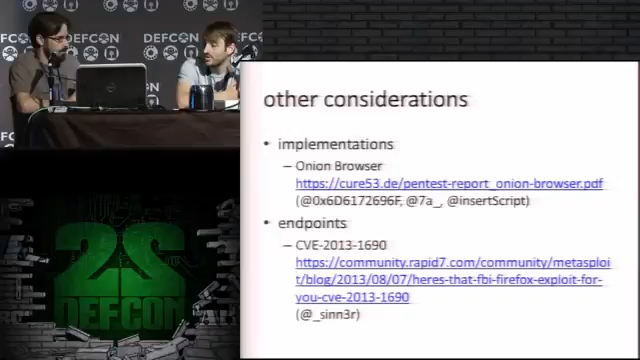 DEFCON
DEFCON
DEFCON
other considerations
• implementations
– Onion Browser
https://cure53.de/pentest-report_onion-browser.pdf
(@0x6D6172696F, @7a_, @insertScript)
• endpoints
– CVE-2013-1690
https://community.rapid7.com/community/metasploi
t/blog/2013/08/07/heres-that-fbi-firefox-exploit-for-
you-cve-2013-1690
(@_sinn3r)
22
DEFCON